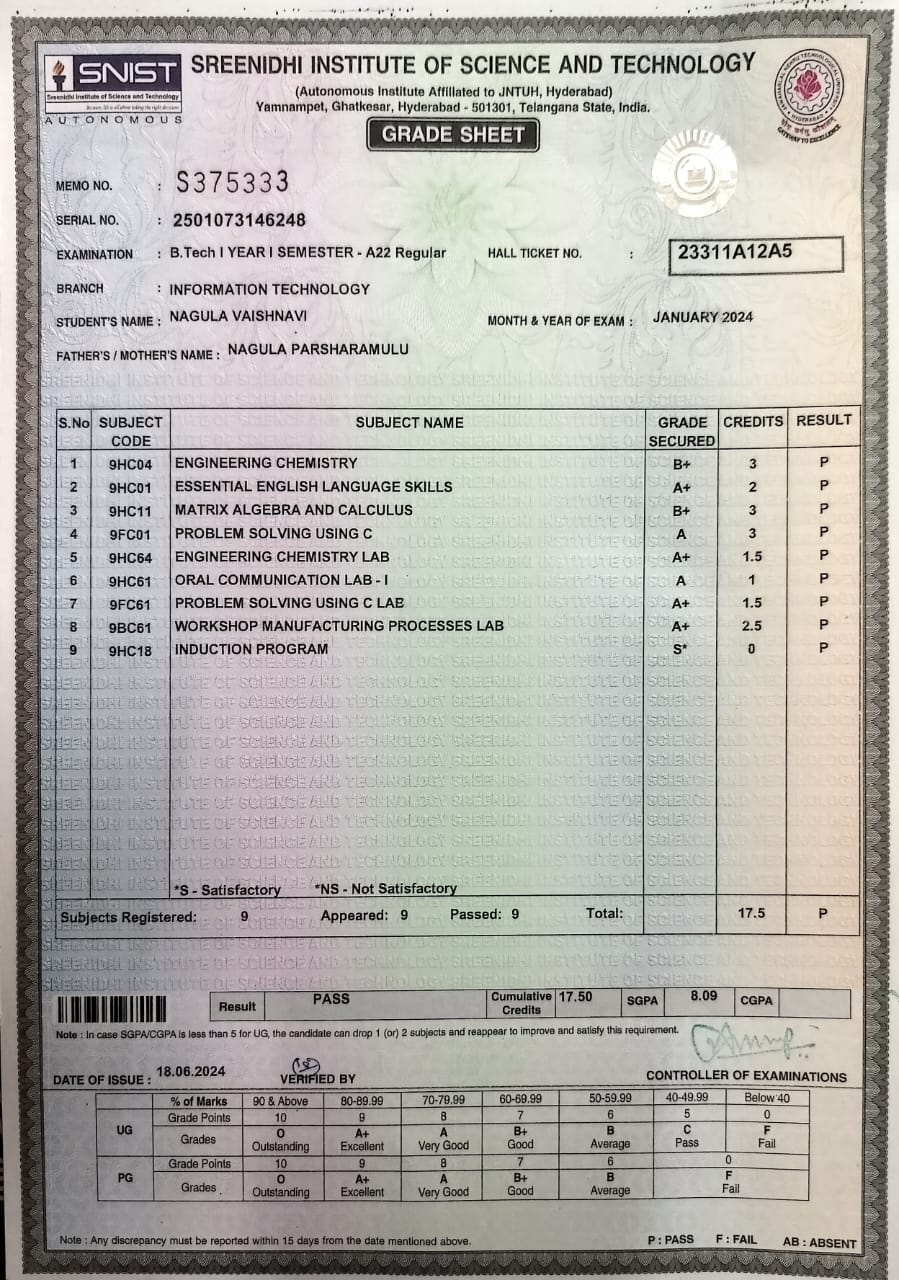 SNIST
Sreenidhi Institute of Science and Technology
AUTONOMOUS
SREENIDHI INSTITUTE OF SCIENCE AND TECHNOLOGY
(Autonomous Institute Affiliated to JNTUH, Hyderabad)
Yamnampet, Ghatkesar, Hyderabad - 501301, Telangana State, India.
GRADE SHEET
MEMO NO. : S375333
SERIAL NO. : 2501073146248
EXAMINATION : B.Tech I YEAR I SEMESTER - A22 Regular HALL TICKET NO. : 23311A12A5
BRANCH : INFORMATION TECHNOLOGY
STUDENT'S NAME : NAGULA VAISHNAVI MONTH & YEAR OF EXAM : JANUARY 2024
FATHER'S / MOTHER'S NAME : NAGULA PARSHARAMULU
S.No SUBJECT CODE SUBJECT NAME GRADE SECURED CREDITS RESULT
1 9HC04 ENGINEERING CHEMISTRY B+ 3 P
2 9HC01 ESSENTIAL ENGLISH LANGUAGE SKILLS A+ 2 P
3 9HC11 MATRIX ALGEBRA AND CALCULUS B+ 3 P
4 9FC01 PROBLEM SOLVING USING C A 3 P
5 9HC64 ENGINEERING CHEMISTRY LAB A+ 1.5 P
6 9HC61 ORAL COMMUNICATION LAB - I A 1 P
7 9FC61 PROBLEM SOLVING USING C LAB A+ 1.5 P
8 9BC61 WORKSHOP MANUFACTURING PROCESSES LAB A+ 2.5 P
9 9HC18 INDUCTION PROGRAM S* 0 P
*S - Satisfactory *NS - Not Satisfactory
Subjects Registered: 9 Appeared: 9 Passed: 9 Total: 17.5 P
Result PASS Cumulative Credits 17.50 SGPA 8.09 CGPA
Note : In case SGPA/CGPA is less than 5 for UG, the candidate can drop 1 (or) 2 subjects and reappear to improve and satisfy this requirement.
DATE OF ISSUE : 18.06.2024 VERIFIED BY CONTROLLER OF EXAMINATIONS
% of Marks 90 & Above 80-89.99 70-79.99 60-69.99 50-59.99 40-49.99 Below 40
UG Grade Points 10 9 8 7 6 5 0
Grades O Outstanding A+ Excellent A Very Good B+ Good B Average C Pass F Fail
PG Grade Points 10 9 8 7 6 0
Grades O Outstanding A+ Excellent A Very Good B+ Good B Average F Fail
Note : Any discrepancy must be reported within 15 days from the date mentioned above.
P : PASS F : FAIL AB : ABSENT